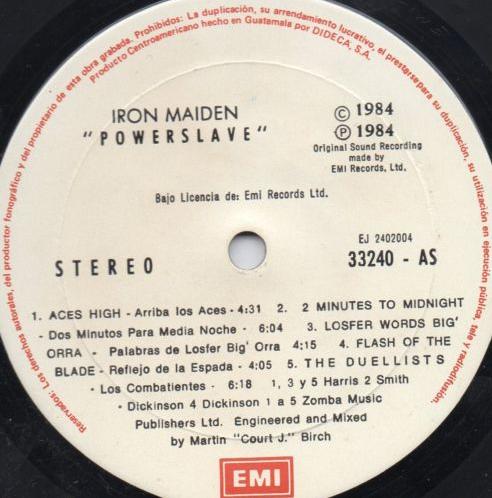 Reservados: Los derechos autorales, del productor fonográfico y del propietario de esta obra grabada. Prohibidos: La duplicación, su arrendamiento lucrativo, el prestarse para su duplicación, su utilización en ejecución pública, tele y radiodifusión.
Producto Centroamericano hecho en Guatemala por DIDECA, S.A.
IRON MAIDEN
"POWERSLAVE"
© 1984
℗ 1984
Original Sound Recording
made by
EMI Records, Ltd.
Bajo Licencia de: Emi Records Ltd.
STEREO
EJ 2402004
33240 - AS
1. ACES HIGH - Arriba los Aces - 4:31 2. 2 MINUTES TO MIDNIGHT
- Dos Minutos Para Media Noche - 6:04 3. LOSFER WORDS BIG'
ORRA - Palabras de Losfer Big' Orra 4:15 4. FLASH OF THE
BLADE - Reflejo de la Espada - 4:05 5. THE DUELLISTS
- Los Combatientes - 6:18 1, 3 y 5 Harris 2 Smith
- Dickinson 4 Dickinson 1 a 5 Zomba Music
Publishers Ltd. Engineered and Mixed
by Martin "Court J." Birch
EMI